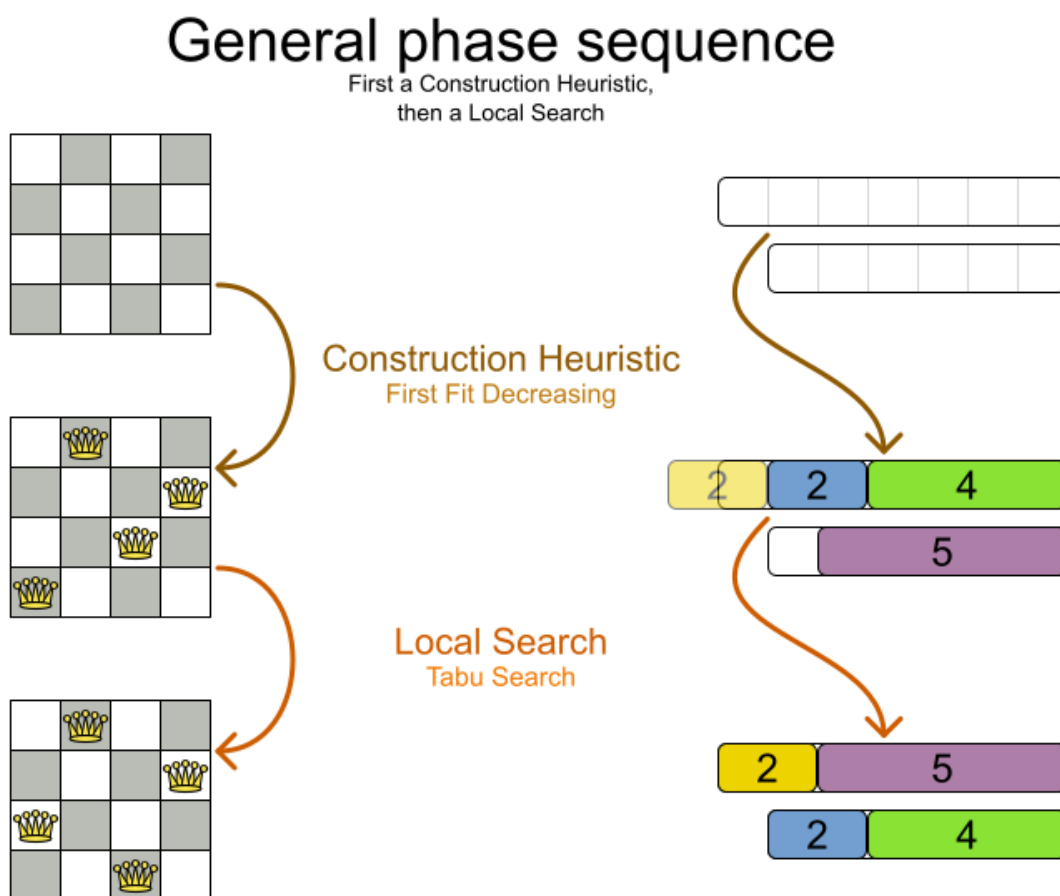 General phase sequence
First a Construction Heuristic,
then a Local Search
Construction Heuristic
First Fit Decreasing
2 2 4
5
Local Search
Tabu Search
2 5
2 4